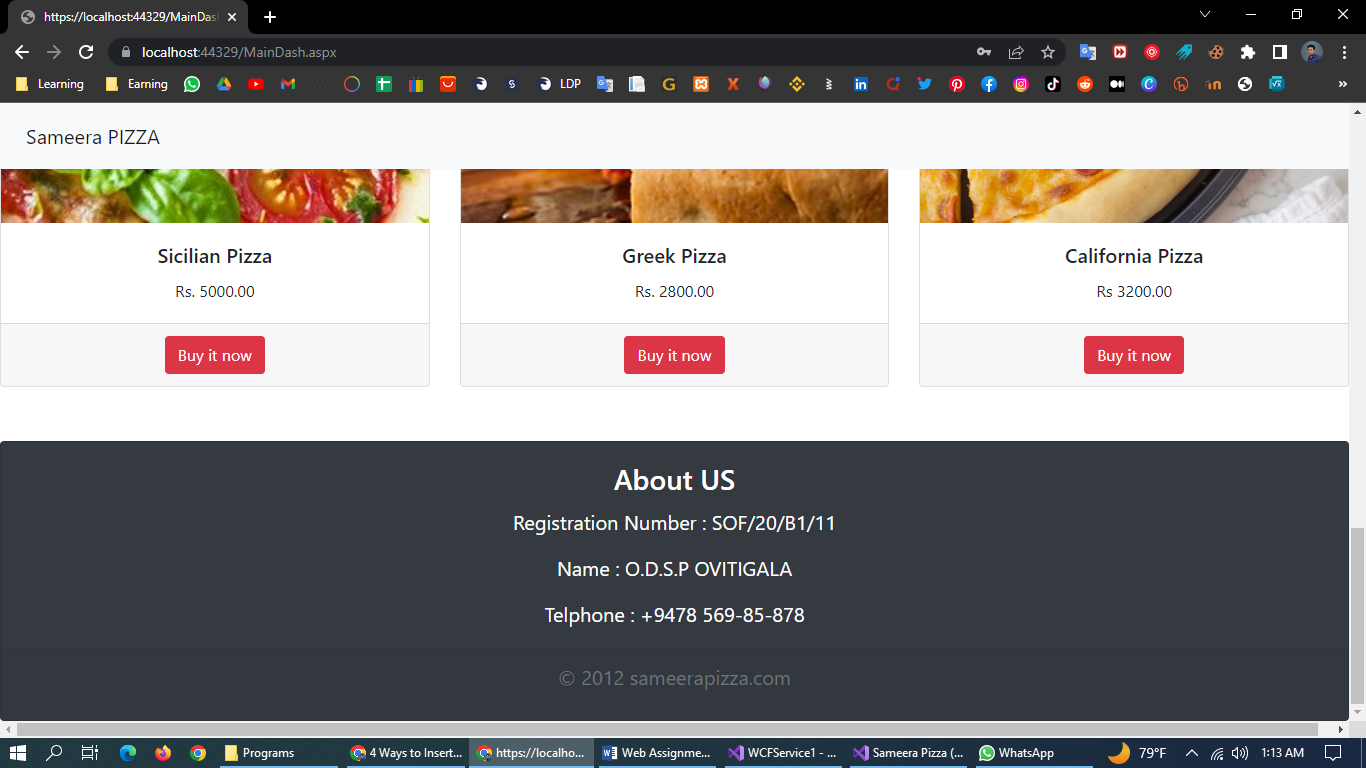 https://localhost:44329/MainDas
localhost:44329/MainDash.aspx
Learning
Earning
LDP
Sameera PIZZA
Sicilian Pizza
Rs. 5000.00
Buy it now
Greek Pizza
Rs. 2800.00
Buy it now
California Pizza
Rs 3200.00
Buy it now
About US
Registration Number : SOF/20/B1/11
Name : O.D.S.P OVITIGALA
Telphone : +9478 569-85-878
© 2012 sameerapizza.com
Programs
4 Ways to Insert...
https://localho...
Web Assignme...
WCFService1 - ...
Sameera Pizza (...
WhatsApp
79°F
1:13 AM